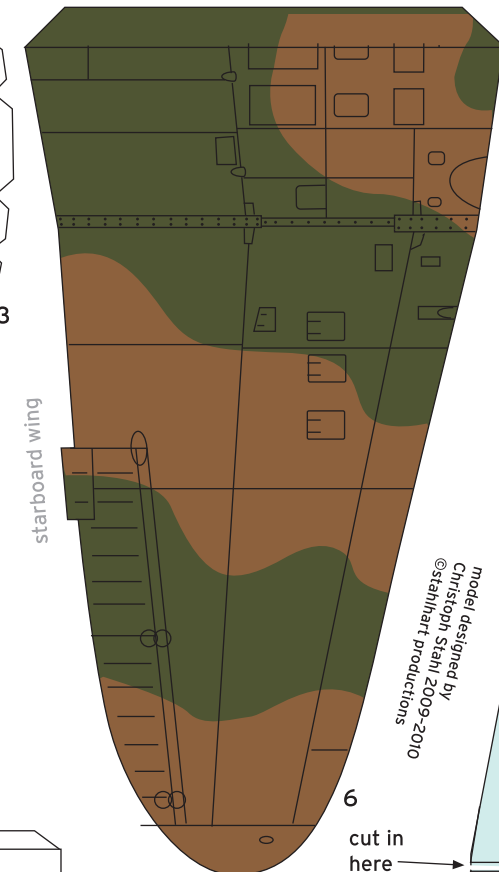 3
starboard wing
model designed by
Christoph Stahl 2009-2010
©stahlhart productions
6
cut in
here